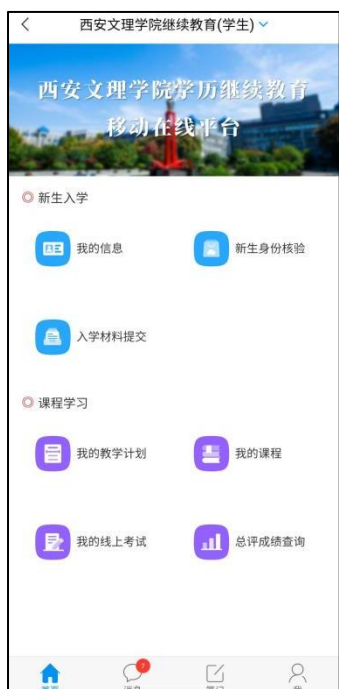 西安文理学院继续教育(学生)
西安文理学院学历继续教育
移动在线平台
新生入学
我的信息
新生身份核验
入学材料提交
课程学习
我的教学计划
我的课程
我的线上考试
总评成绩查询
7